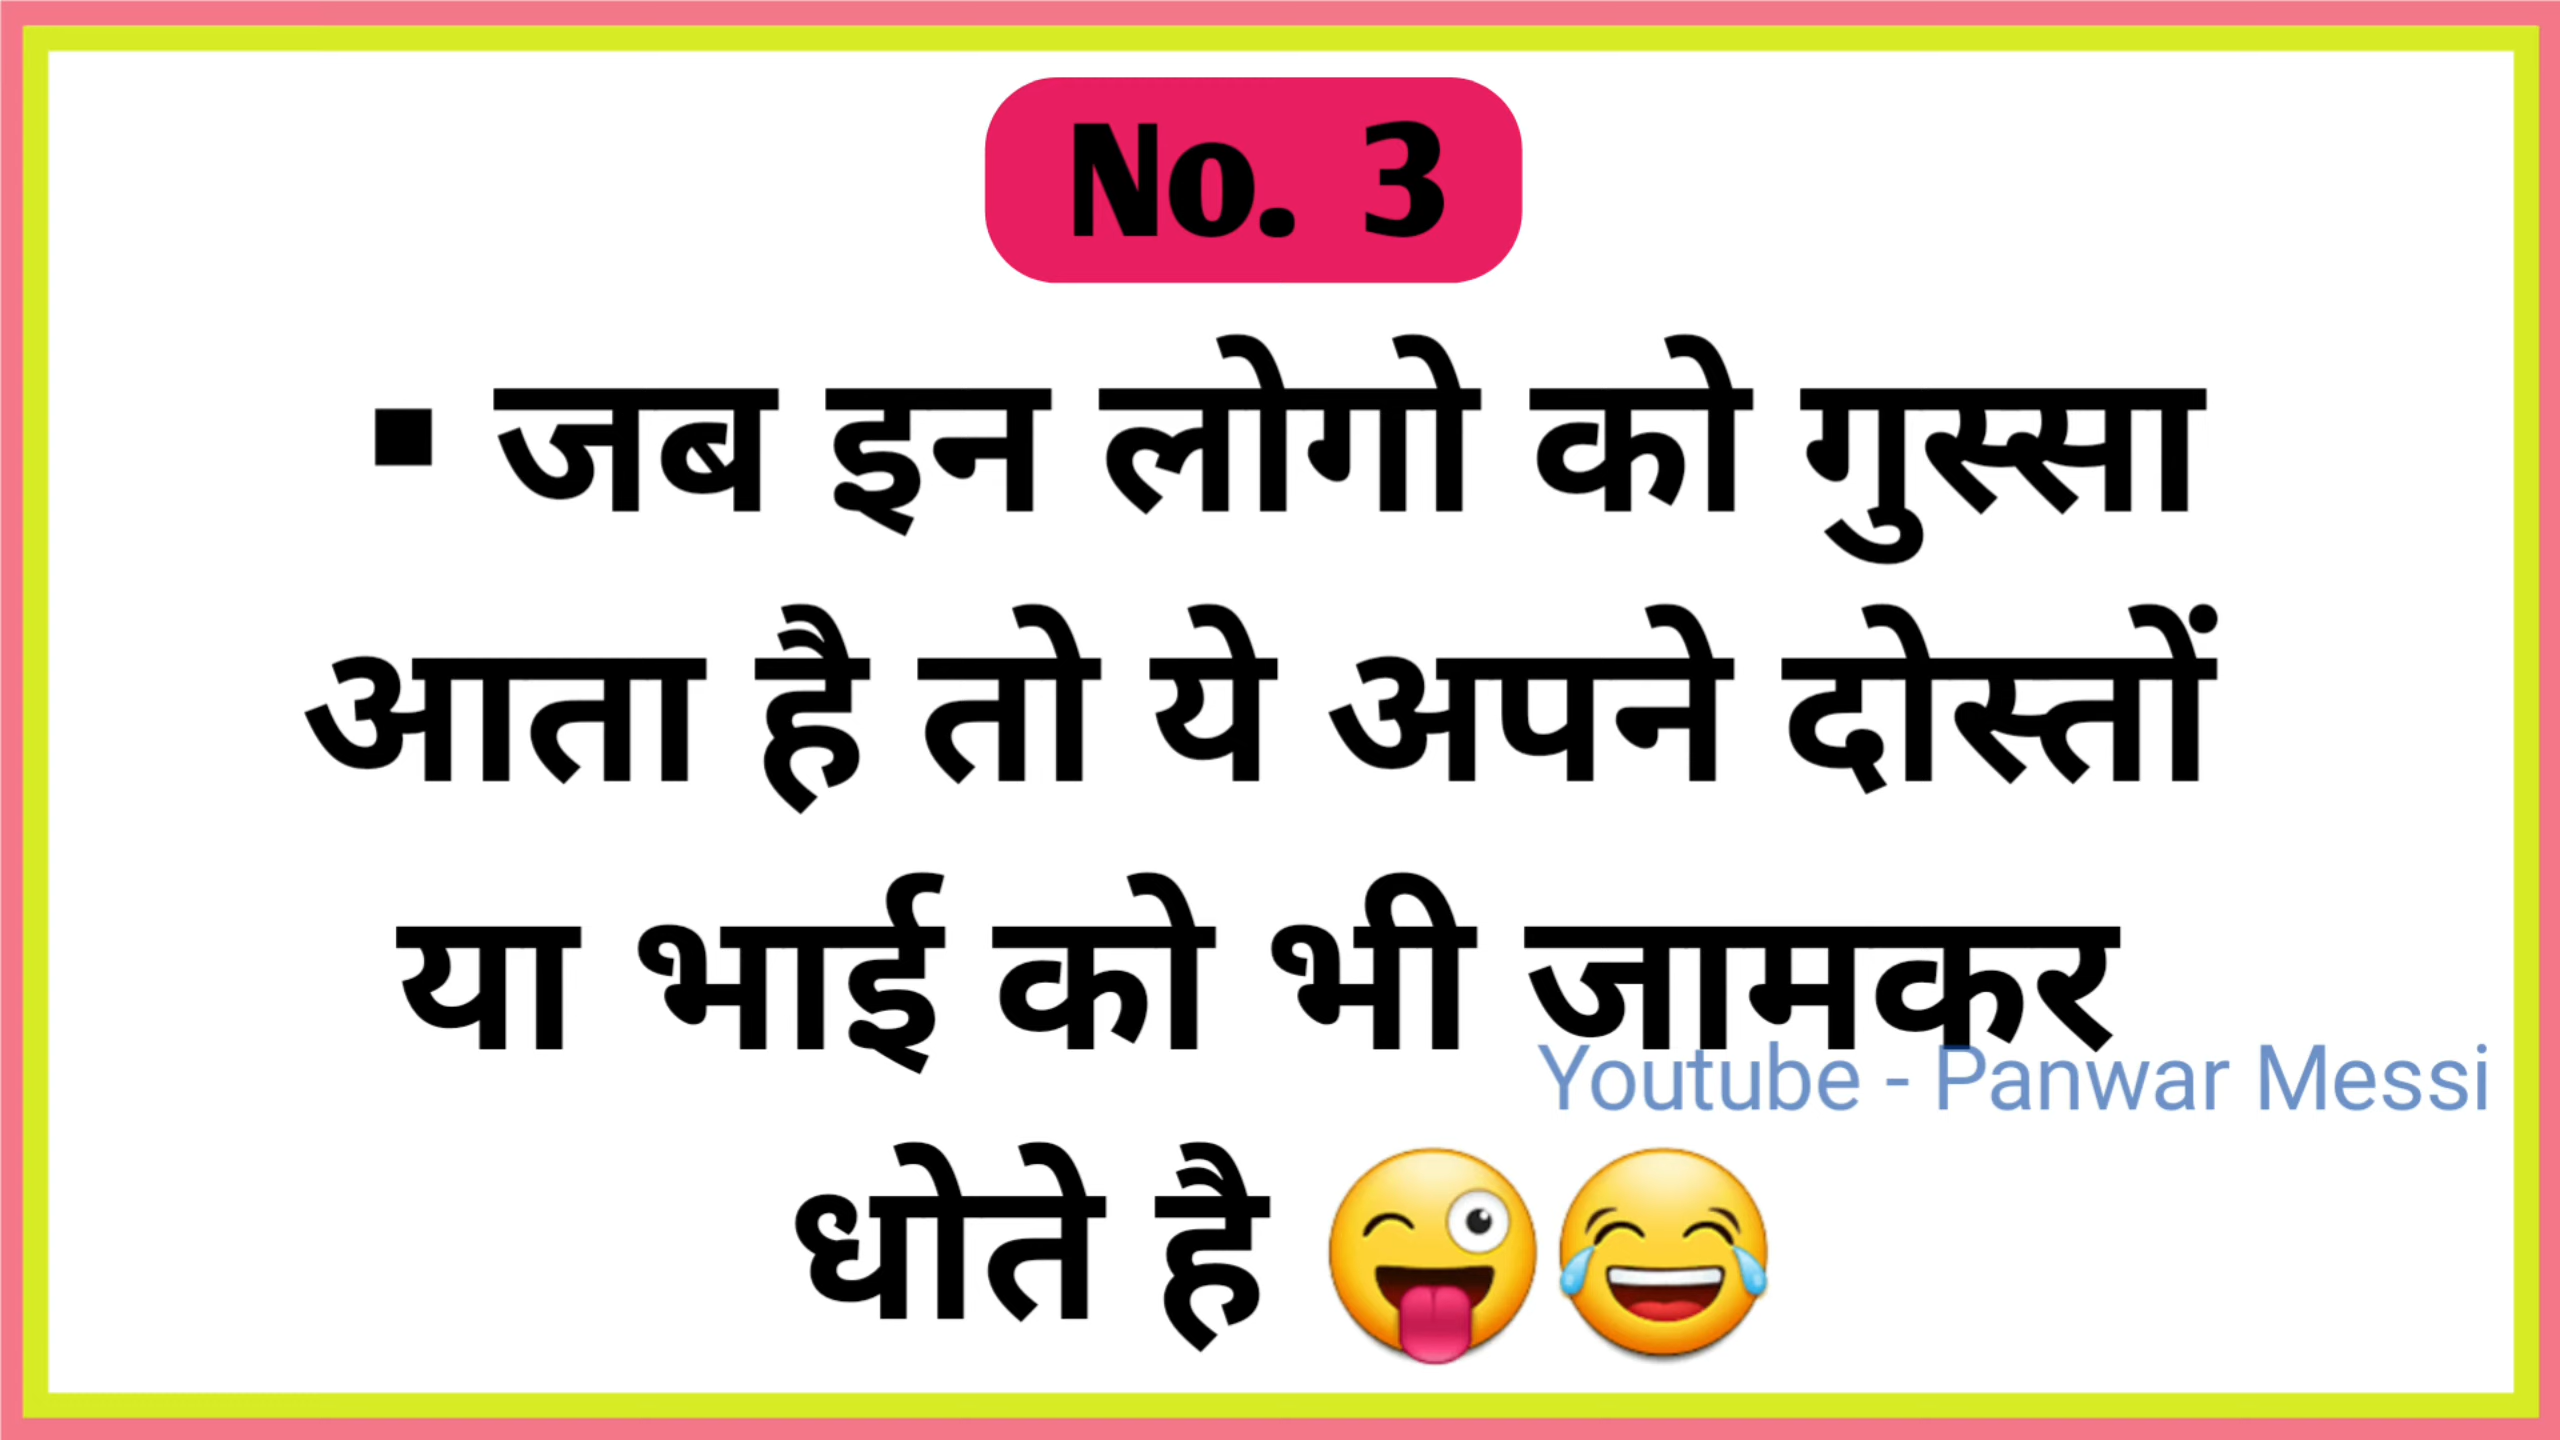 No. 3
▪ जब इन लोगो को गुस्सा
आता है तो ये अपने दोस्तों
या भाई को भी जामकर
Youtube - Panwar Messi
धोते है 😜😂